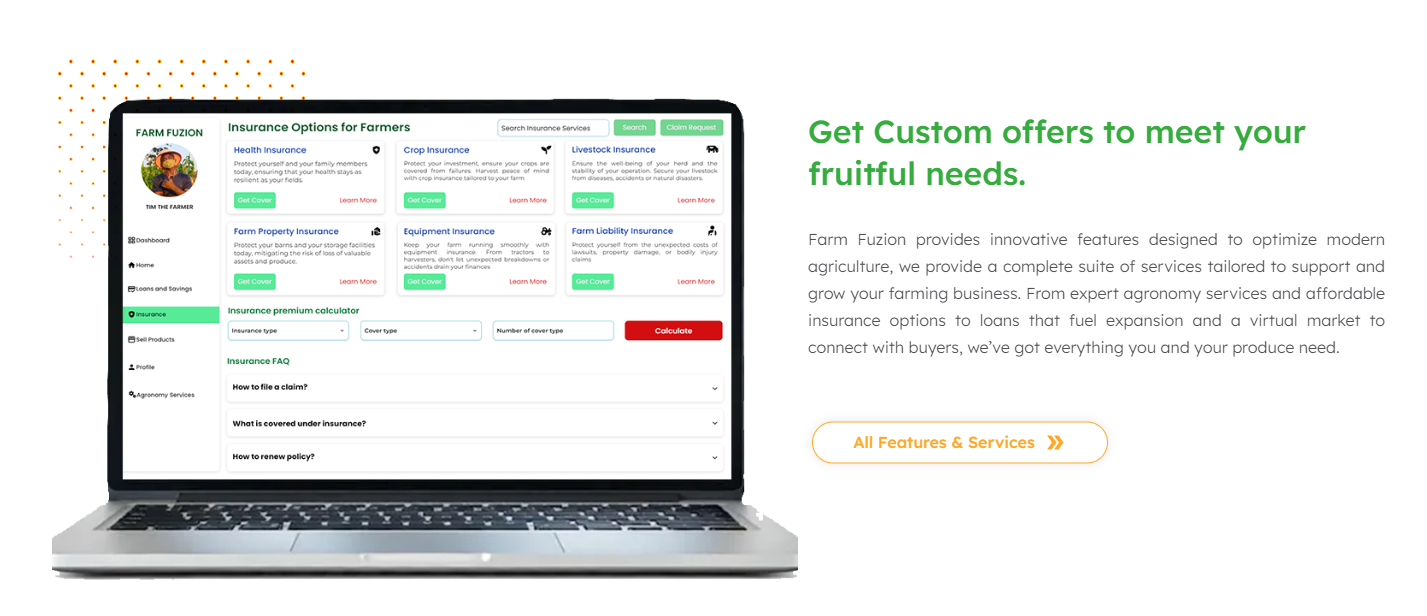 FARM FUZION
TIM THE FARMER
Dashboard
Home
Loans and Savings
Insurance
Sell Products
Profile
Agronomy Services
Insurance Options for Farmers
Search Insurance Services
Search
Claim Request
Health Insurance
Protect yourself and your family members
today, ensuring that your health stays as
resilient as your fields.
Get Cover
Learn More
Crop Insurance
Protect your investment, ensure your crops are
covered from failures. Harvest peace of mind
with crop insurance tailored to your farm
Get Cover
Learn More
Livestock Insurance
Ensure the well-being of your herd and the
stability of your operation. Secure your livestock
from diseases, accidents or natural disasters.
Get Cover
Learn More
Farm Property Insurance
Protect your barns and your storage facilities
today, mitigating the risk of loss of valuable
assets and produce.
Get Cover
Learn More
Equipment Insurance
Keep your farm running smoothly with
equipment insurance. From tractors to
harvesters, don't let unexpected breakdowns or
accidents drain your finances
Get Cover
Learn More
Farm Liability Insurance
Protect yourself from the unexpected costs of
lawsuits, property damage, or bodily injury
claims
Get Cover
Learn More
Insurance premium calculator
Insurance type
Cover type
Number of cover type
Calculate
Insurance FAQ
How to file a claim?
What is covered under insurance?
How to renew policy?
Get Custom offers to meet your
fruitful needs.
Farm Fuzion provides innovative features designed to optimize modern
agriculture, we provide a complete suite of services tailored to support and
grow your farming business. From expert agronomy services and affordable
insurance options to loans that fuel expansion and a virtual market to
connect with buyers, we've got everything you and your produce need.
All Features & Services